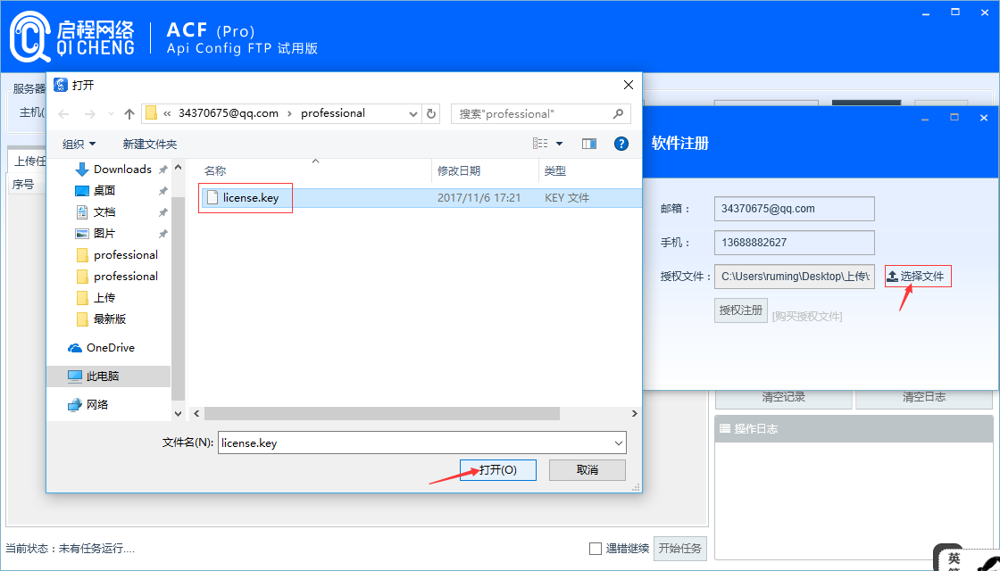 启程网络
QI CHENG
ACF (Pro)
Api Config FTP 试用版
服务器
主机(
上传任
序号
打开
« 34370675@qq.com › professional
搜索"professional"
组织
新建文件夹
Downloads
桌面
文档
图片
professional
professional
上传
最新版
OneDrive
此电脑
网络
名称 修改日期 类型
license.key 2017/11/6 17:21 KEY 文件
文件名(N): license.key
打开(O) 取消
软件注册
邮箱： 34370675@qq.com
手机： 13688882627
授权文件： C:\Users\ruming\Desktop\上传\
选择文件
授权注册 [购买授权文件]
清空记录 清空日志
操作日志
当前状态：未有任务运行....
遇错继续 开始任务
英